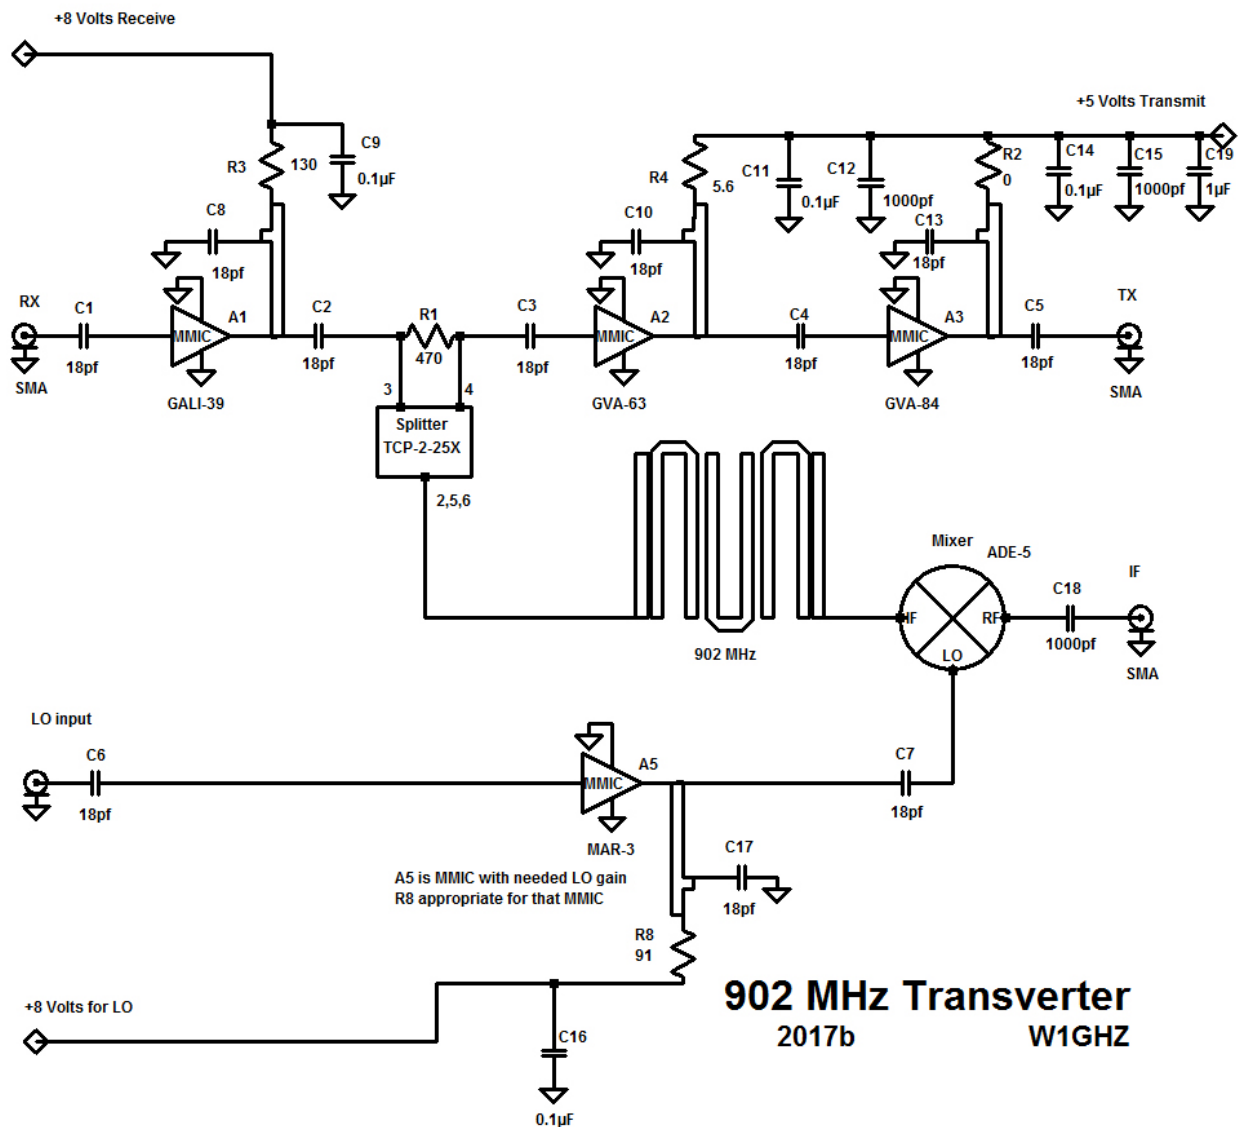 +8 Volts Receive
+5 Volts Transmit
R3
130
C9
0.1µF
C8
18pf
RX
C1
18pf
SMA
MMIC
A1
GALI-39
C2
18pf
R1
470
3
4
Splitter
TCP-2-25X
2,5,6
C3
18pf
R4
5.6
C10
18pf
MMIC
A2
GVA-63
C11
0.1µF
C12
1000pf
C4
18pf
R2
0
C13
18pf
MMIC
A3
GVA-84
C14
0.1µF
C15
1000pf
C19
1µF
C5
18pf
TX
SMA
902 MHz
Mixer
ADE-5
IF
RF
LO
C18
1000pf
IF
SMA
LO input
C6
18pf
MMIC
A5
MAR-3
C7
18pf
A5 is MMIC with needed LO gain
R8 appropriate for that MMIC
C17
18pf
R8
91
+8 Volts for LO
C16
0.1µF
902 MHz Transverter
2017b W1GHZ